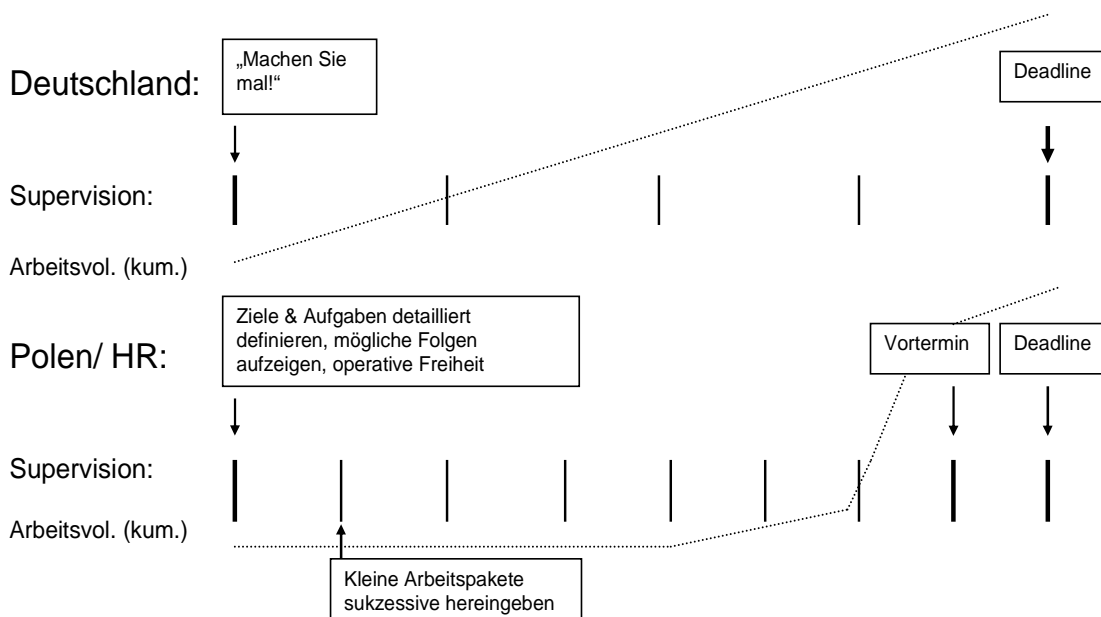 „Machen Sie
mal!“
Deutschland:
Deadline
Supervision:
Arbeitsvol. (kum.)
Ziele & Aufgaben detailliert
definieren, mögliche Folgen
aufzeigen, operative Freiheit
Polen/ HR:
Vortermin
Deadline
Supervision:
Arbeitsvol. (kum.)
Kleine Arbeitspakete
sukzessive hereingeben